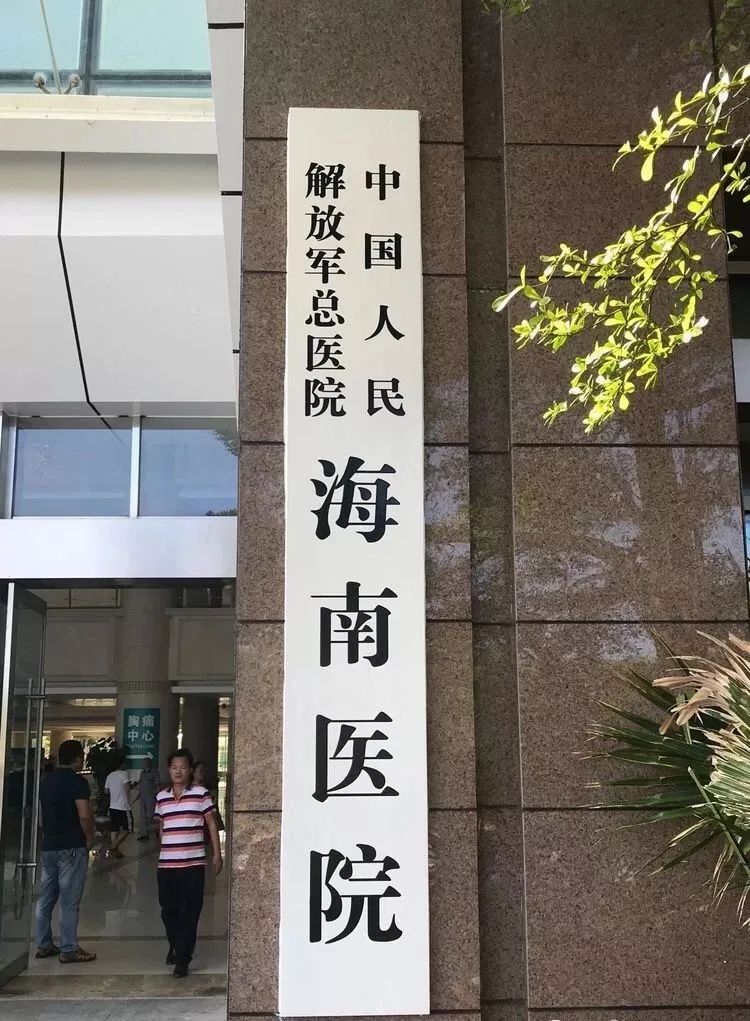 中国人民
解放军总医院
海南医院
胸痛
中心